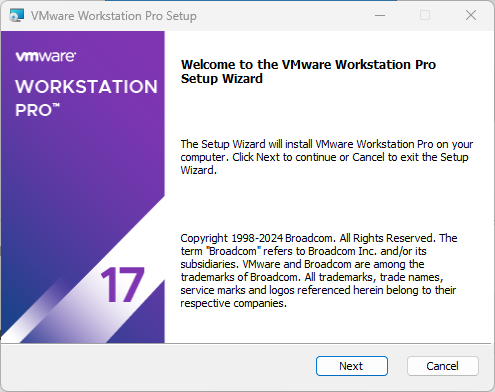 VMware Workstation Pro Setup
vmware®
WORKSTATION
PRO™
17
Welcome to the VMware Workstation Pro
Setup Wizard
The Setup Wizard will install VMware Workstation Pro on your
computer. Click Next to continue or Cancel to exit the Setup
Wizard.
Copyright 1998-2024 Broadcom. All Rights Reserved. The
term "Broadcom" refers to Broadcom Inc. and/or its
subsidiaries. VMware and Broadcom are among the
trademarks of Broadcom. All trademarks, trade names,
service marks and logos referenced herein belong to their
respective companies.
Next
Cancel